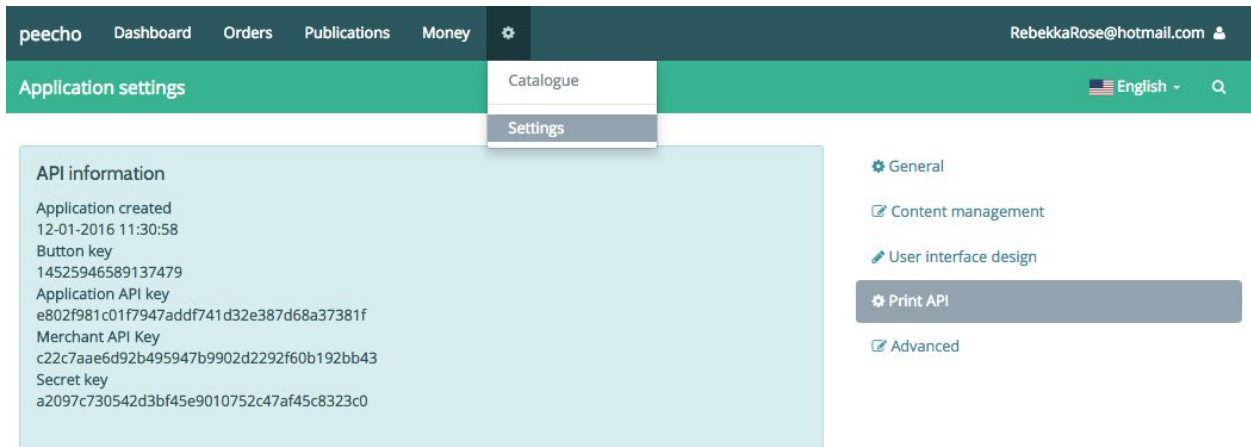 peecho Dashboard Orders Publications Money RebekkaRose@hotmail.com
Application settings
Catalogue
English
Settings
API information
Application created
12-01-2016 11:30:58
Button key
14525946589137479
Application API key
e802f981c01f7947addf741d32e387d68a37381f
Merchant API Key
c22c7aae6d92b495947b9902d2292f60b192bb43
Secret key
a2097c730542d3bf45e9010752c47af45c8323c0
General
Content management
User interface design
Print API
Advanced